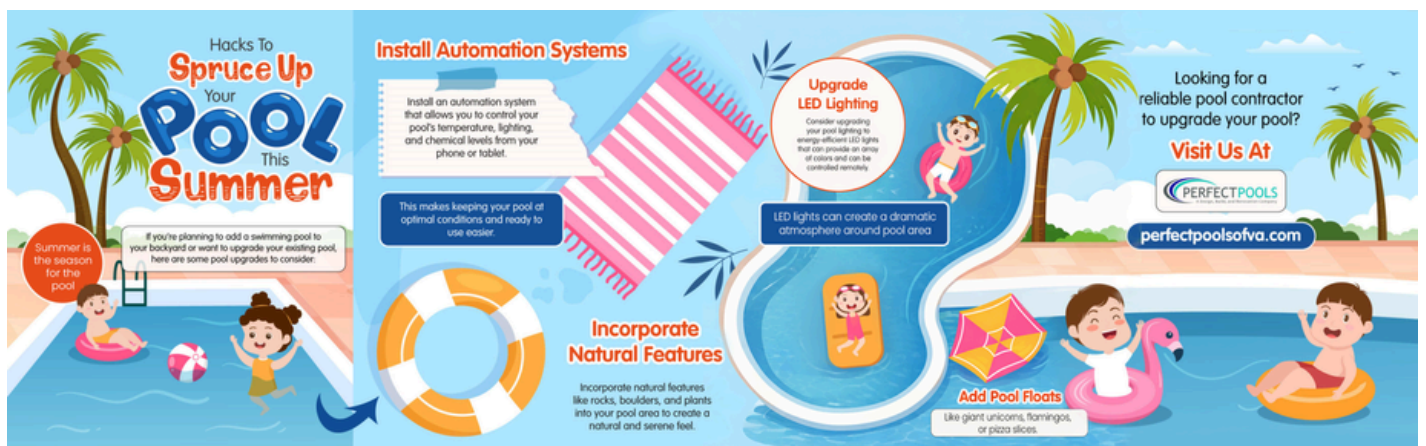 Hacks To
Spruce Up
Your
POOL
This
Summer
Summer is
the season
for the
pool
If you're planning to add a swimming pool to
your backyard or want to upgrade your existing pool,
here are some pool upgrades to consider:
Install Automation Systems
Install an automation system
that allows you to control your
pool's temperature, lighting,
and chemical levels from your
phone or tablet.
This makes keeping your pool at
optimal conditions and ready to
use easier.
Incorporate
Natural Features
Incorporate natural features
like rocks, boulders, and plants
into your pool area to create a
natural and serene feel.
Upgrade
LED Lighting
Consider upgrading
your pool lighting to
energy-efficient LED lights
that can provide an array
of colors and can be
controlled remotely.
LED lights can create a dramatic
atmosphere around pool area
Add Pool Floats
Like giant unicorns, flamingos,
or pizza slices.
Looking for a
reliable pool contractor
to upgrade your pool?
Visit Us At
PERFECTPOOLS
perfectpoolsofva.com